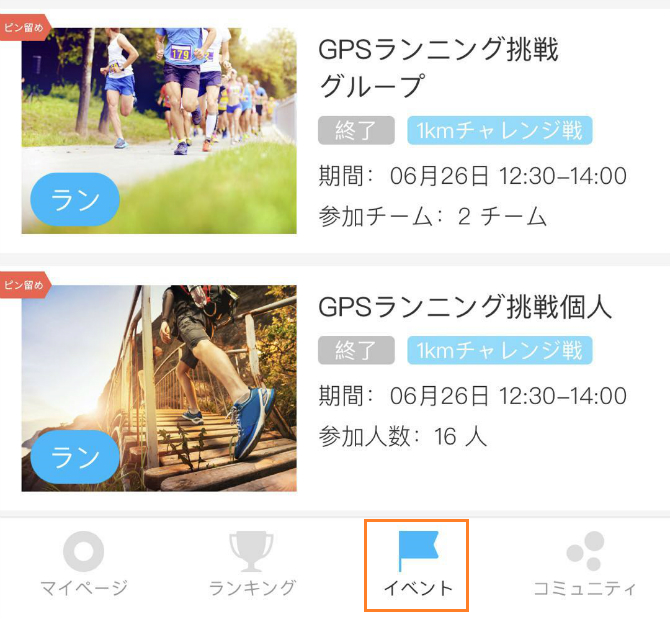 ピン留め
GPSランニング挑戦
グループ
179
終了 1kmチャレンジ戦
期間：06月26日 12:30–14:00
ラン
参加チーム：2 チーム
ピン留め
GPSランニング挑戦個人
終了 1kmチャレンジ戦
期間：06月26日 12:30–14:00
ラン
参加人数：16 人
マイページ ランキング イベント コミュニティ